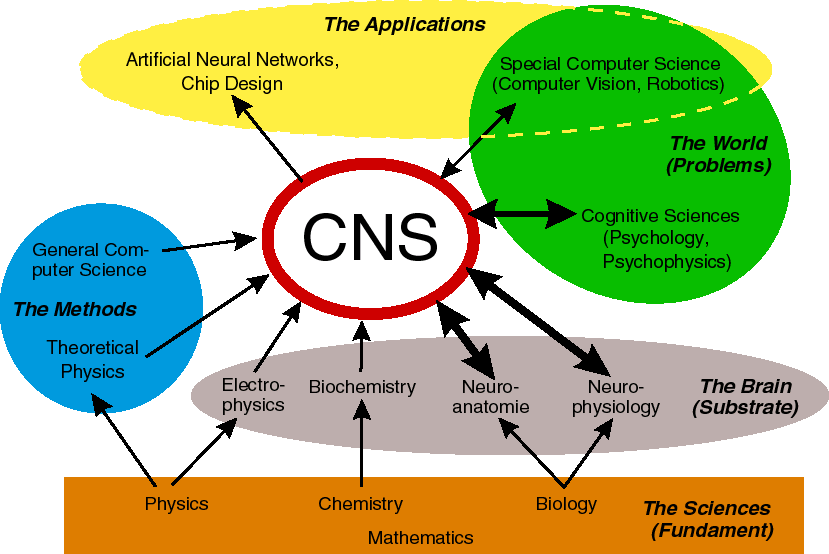 The Applications
Artificial Neural Networks,
Chip Design
Special Computer Science
(Computer Vision, Robotics)
The World
(Problems)
CNS
Cognitive Sciences
(Psychology,
Psychophysics)
General Com-
puter Science
The Methods
Theoretical
Physics
Electro-
physics
Biochemistry
Neuro-
anatomie
Neuro-
physiology
The Brain
(Substrate)
Physics
Chemistry
Biology
The Sciences
(Fundament)
Mathematics